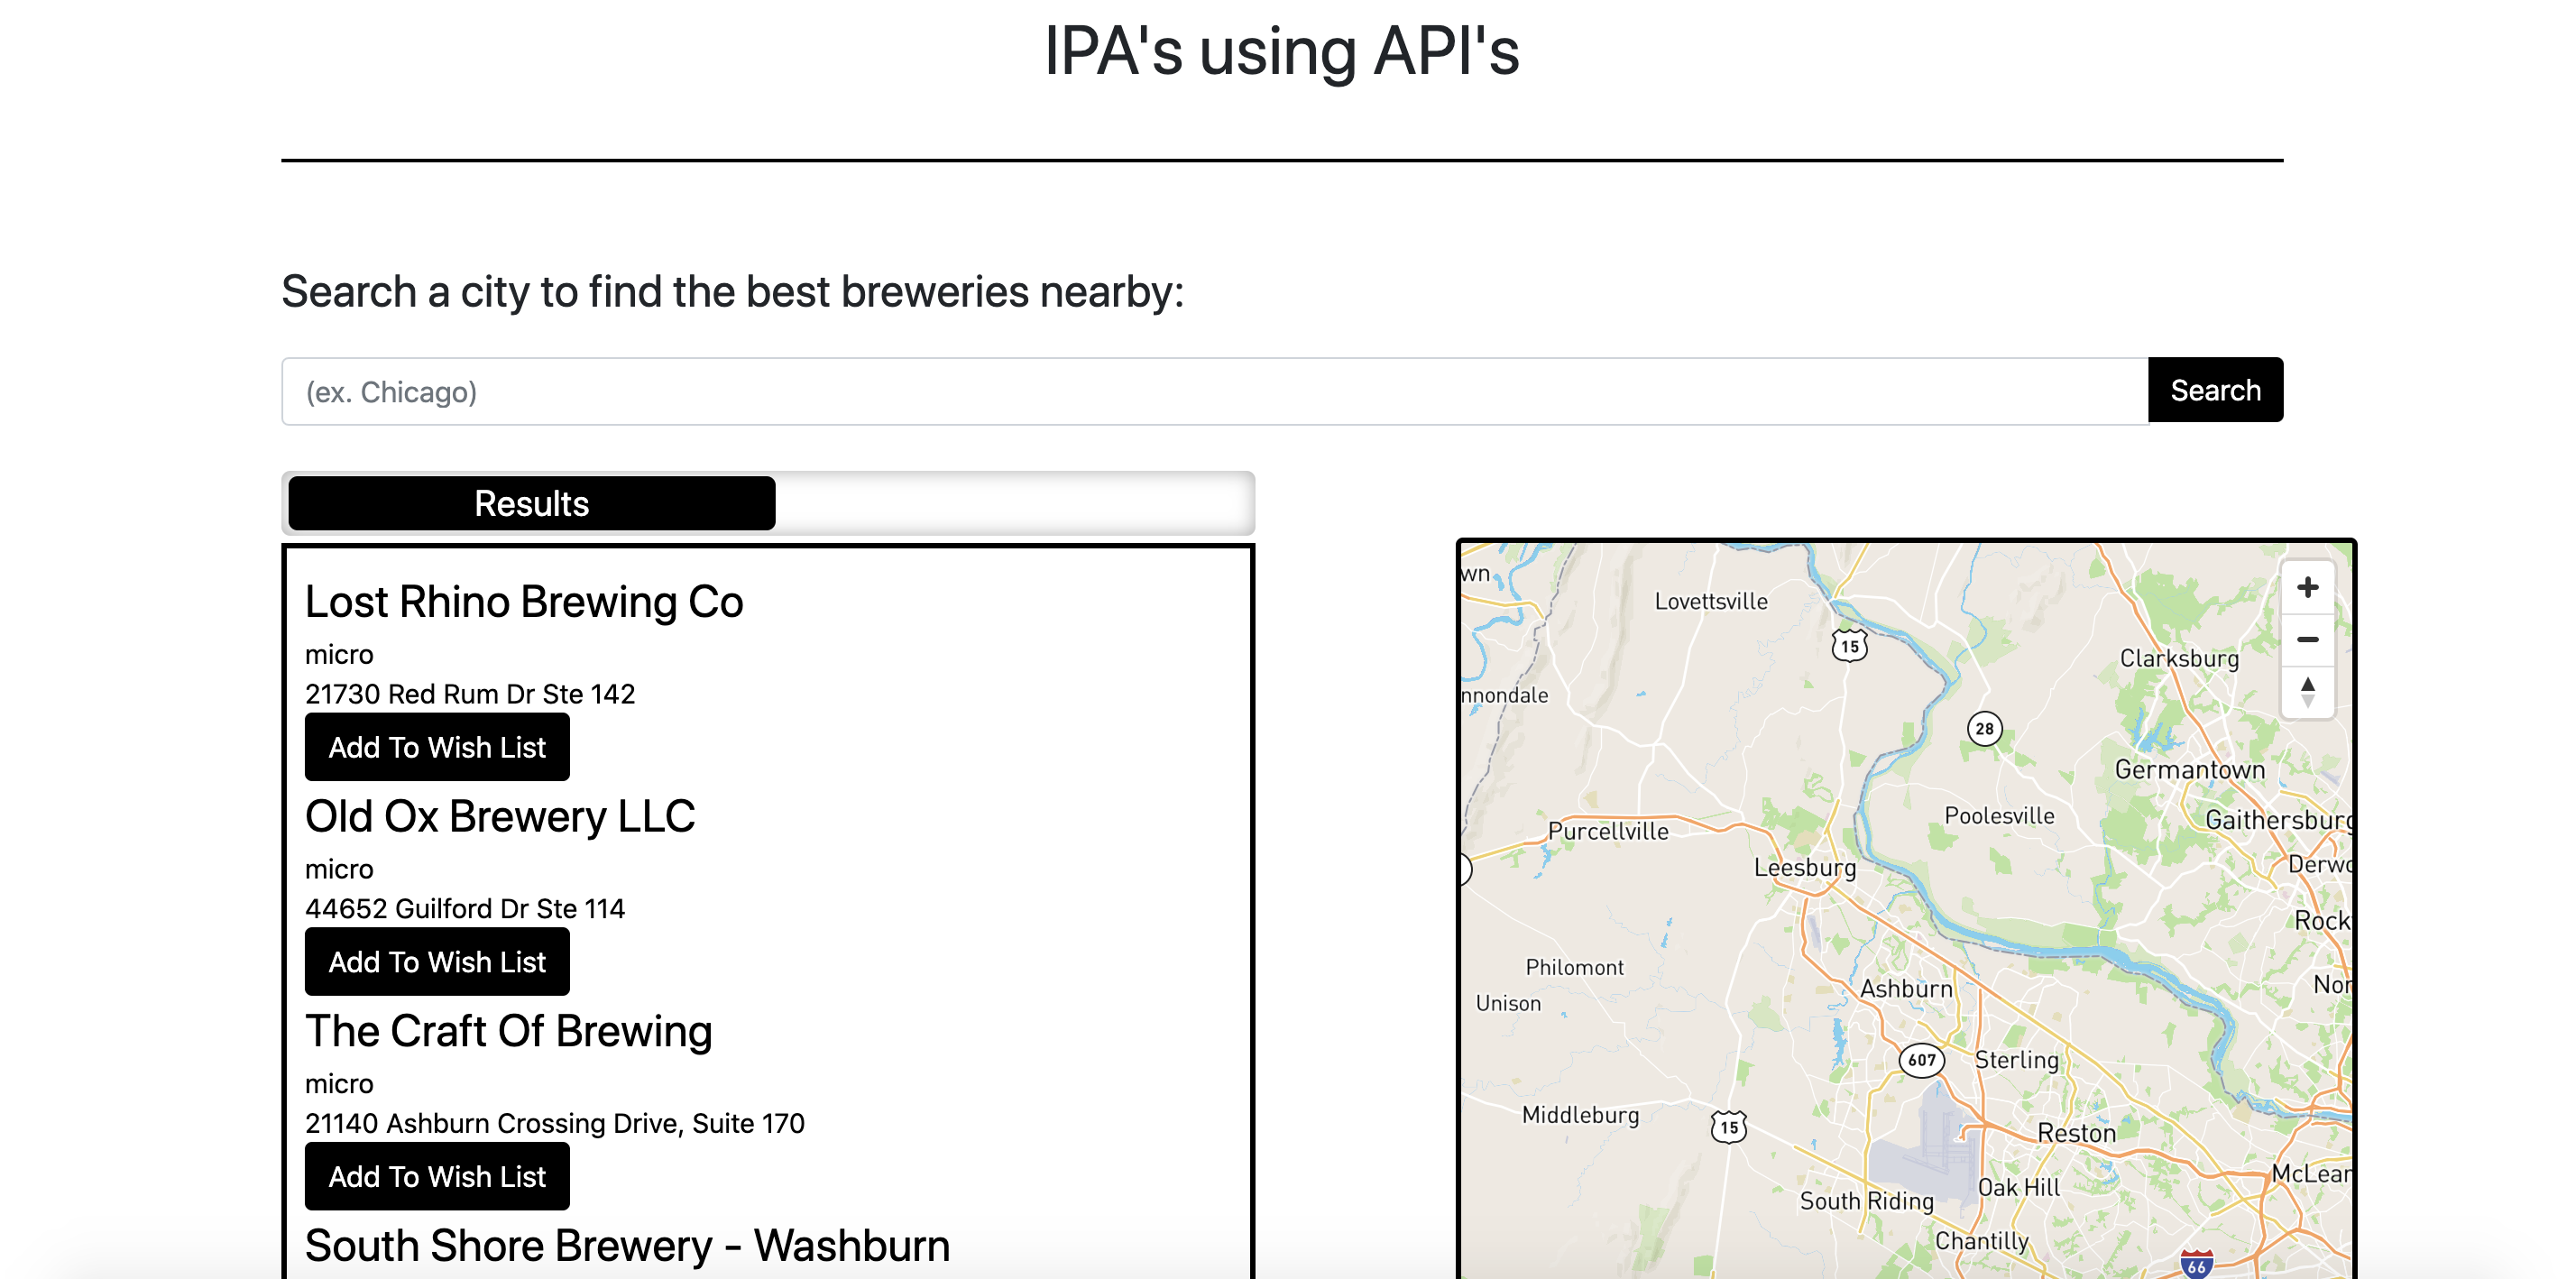 IPA's using API's
Search a city to find the best breweries nearby:
(ex. Chicago)
Search
Results
Lost Rhino Brewing Co
micro
21730 Red Rum Dr Ste 142
Add To Wish List
Old Ox Brewery LLC
micro
44652 Guilford Dr Ste 114
Add To Wish List
The Craft Of Brewing
micro
21140 Ashburn Crossing Drive, Suite 170
Add To Wish List
South Shore Brewery - Washburn
wn
Lovettsville
15
Clarksburg
nnondale
28
Germantown
Poolesville
Gaithersburg
Purcellville
Derwo
Leesburg
Rock
Philomont
Nor
Ashburn
Unison
607
Sterling
Middleburg
15
Reston
McLean
Oak Hill
South Riding
Chantilly
66